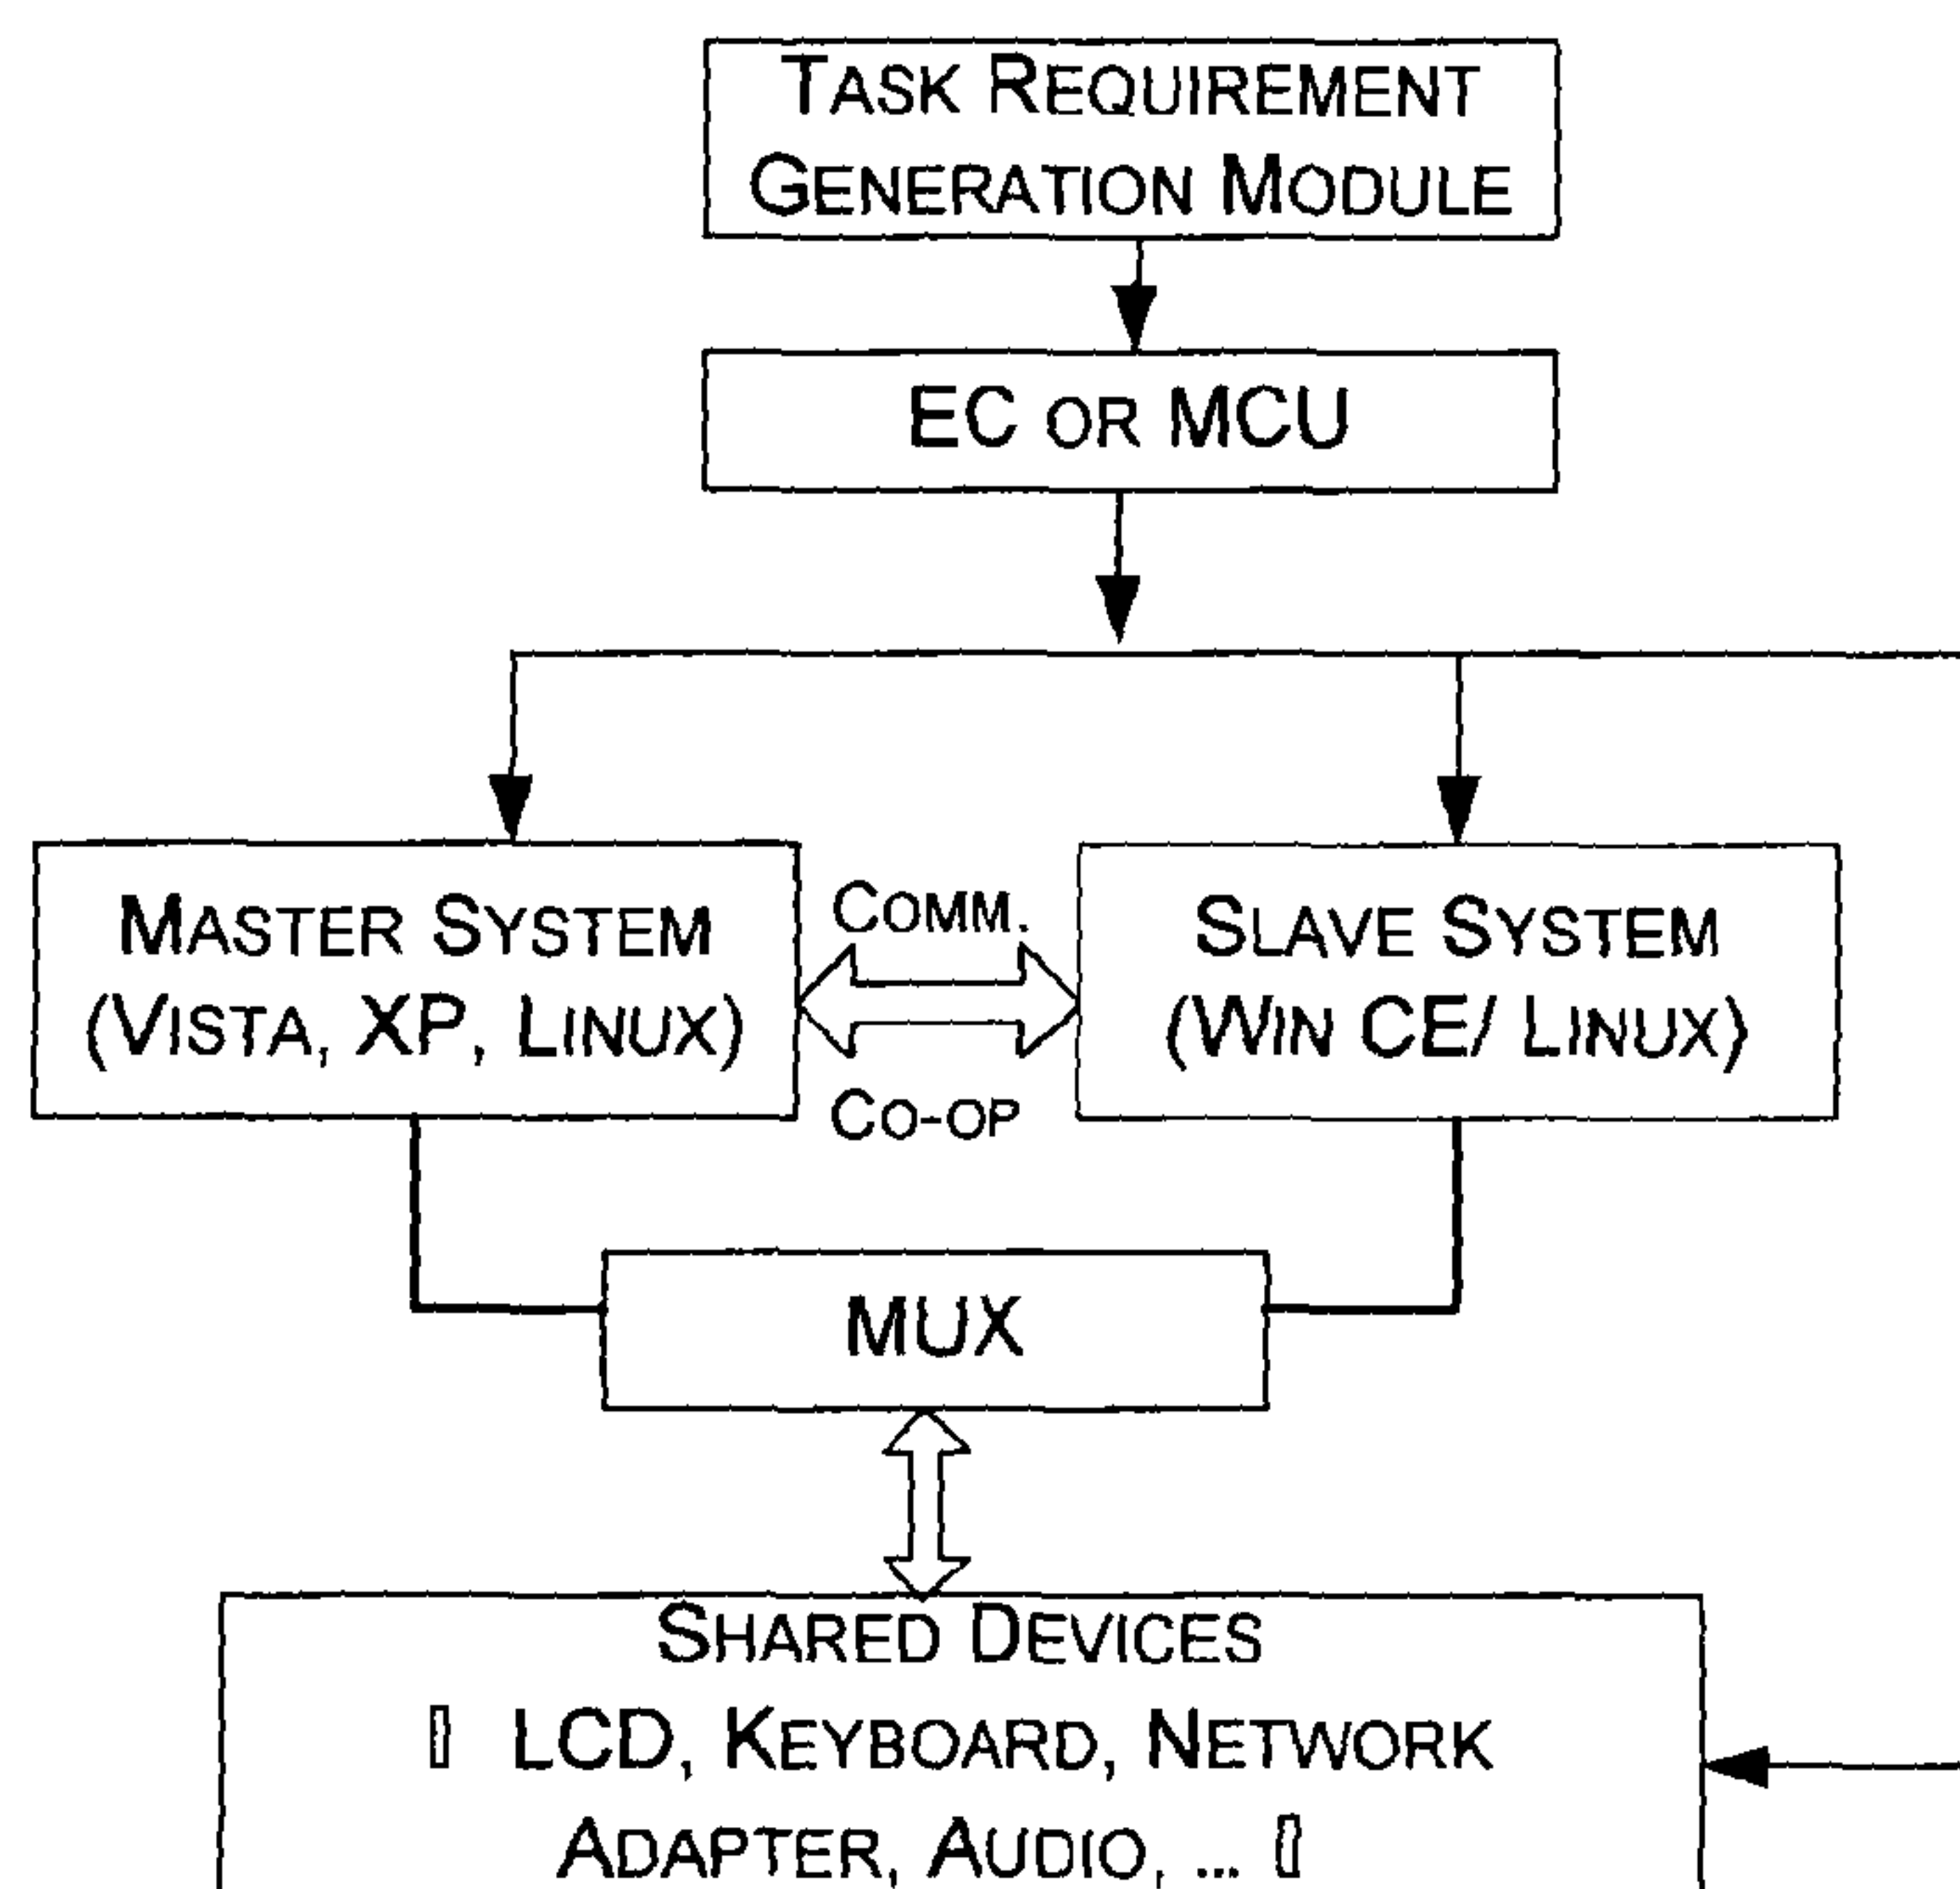 TASK REQUIREMENT
GENERATION MODULE
EC OR MCU
MASTER SYSTEM
(VISTA, XP, LINUX)
COMM.
CO-OP
SLAVE SYSTEM
(WIN CE/ LINUX)
MUX
SHARED DEVICES
▯ LCD, KEYBOARD, NETWORK
ADAPTER, AUDIO, ... ▯